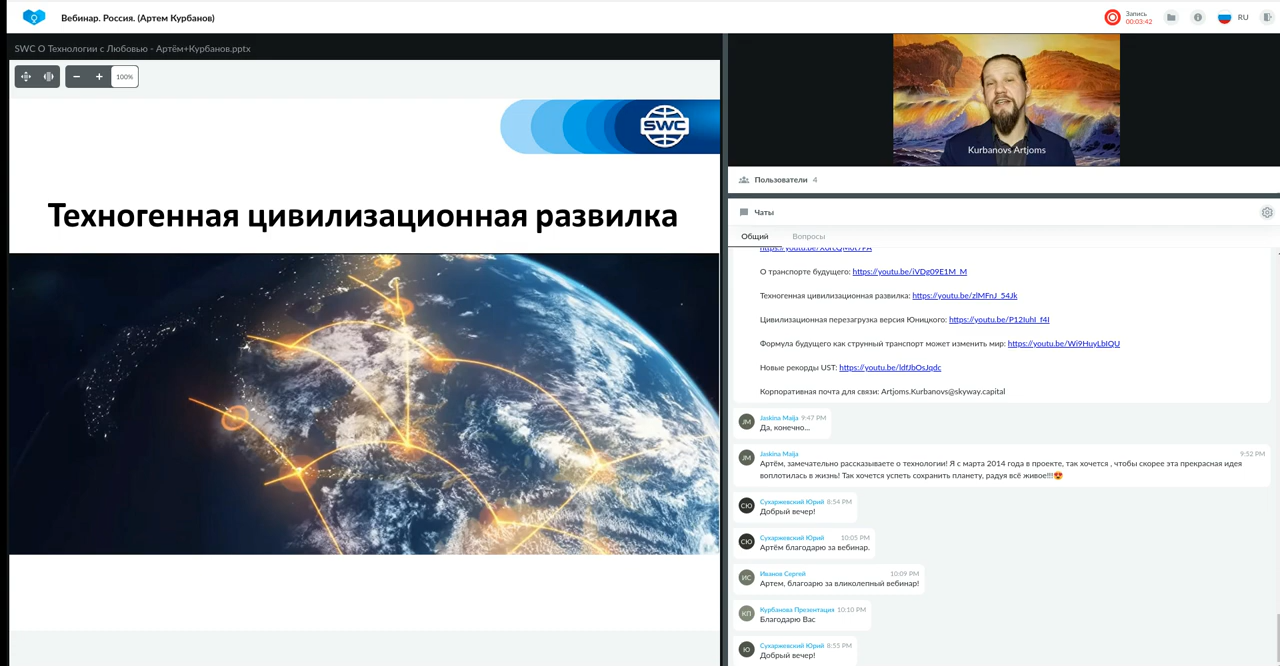 Вебинар. Россия. (Артем Курбанов)
Запись
00:03:42
RU
SWC О Технологии с Любовью - Артём+Курбанов.pptx
100%
SWC
Техногенная цивилизационная развилка
Kurbanovs Artjoms
Пользователи 4
Чаты
Общий Вопросы
О транспорте будущего: https://youtu.be/iVDg09E1M_M
Техногенная цивилизационная развилка: https://youtu.be/zlMFnJ_54Jk
Цивилизационная перезагрузка версия Юницкого: https://youtu.be/P12IuhI_f4I
Формула будущего как струнный транспорт может изменить мир: https://youtu.be/Wi9HuyLbIQU
Новые рекорды UST: https://youtu.be/ldfJbOsJqdc
Корпоративная почта для связи: Artjoms.Kurbanovs@skyway.capital
JM
Jaskina Maija 9:47 PM
Да, конечно...
JM
Jaskina Maija 9:52 PM
Артём, замечательно рассказываете о технологии! Я с марта 2014 года в проекте, так хочется , чтобы скорее эта прекрасная идея
воплотилась в жизнь! Так хочется успеть сохранить планету, радуя всё живое!!!😍
СЮ
Сухаржевский Юрий 8:54 PM
Добрый вечер!
СЮ
Сухаржевский Юрий 10:05 PM
Артём благодарю за вебинар.
ИС
Иванов Сергей 10:09 PM
Артем, благоарю за вликолепный вебинар!
КП
Курбанова Презентация 10:10 PM
Благодарю Вас
Ю
Сухаржевский Юрий 8:55 PM
Добрый вечер!